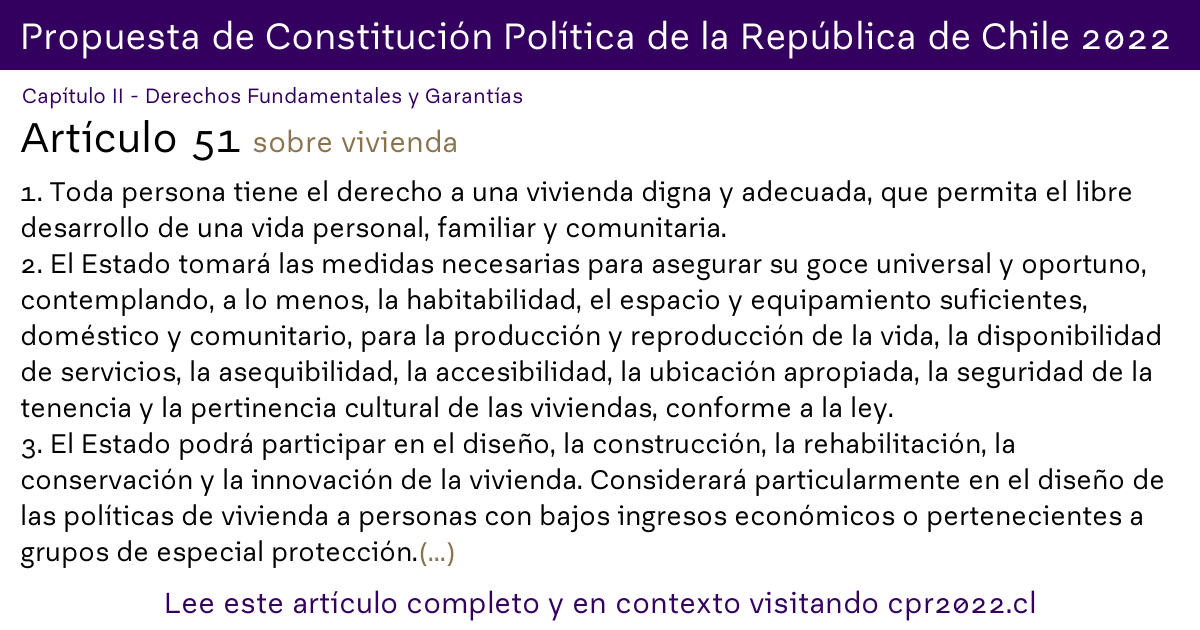 Propuesta de Constitución Política de la República de Chile 2022
Capítulo II - Derechos Fundamentales y Garantías
Artículo 51 sobre vivienda
1. Toda persona tiene el derecho a una vivienda digna y adecuada, que permita el libre
desarrollo de una vida personal, familiar y comunitaria.
2. El Estado tomará las medidas necesarias para asegurar su goce universal y oportuno,
contemplando, a lo menos, la habitabilidad, el espacio y equipamiento suficientes,
doméstico y comunitario, para la producción y reproducción de la vida, la disponibilidad
de servicios, la asequibilidad, la accesibilidad, la ubicación apropiada, la seguridad de la
tenencia y la pertinencia cultural de las viviendas, conforme a la ley.
3. El Estado podrá participar en el diseño, la construcción, la rehabilitación, la
conservación y la innovación de la vivienda. Considerará particularmente en el diseño de
las políticas de vivienda a personas con bajos ingresos económicos o pertenecientes a
grupos de especial protección.(...)
Lee este artículo completo y en contexto visitando cpr2022.cl